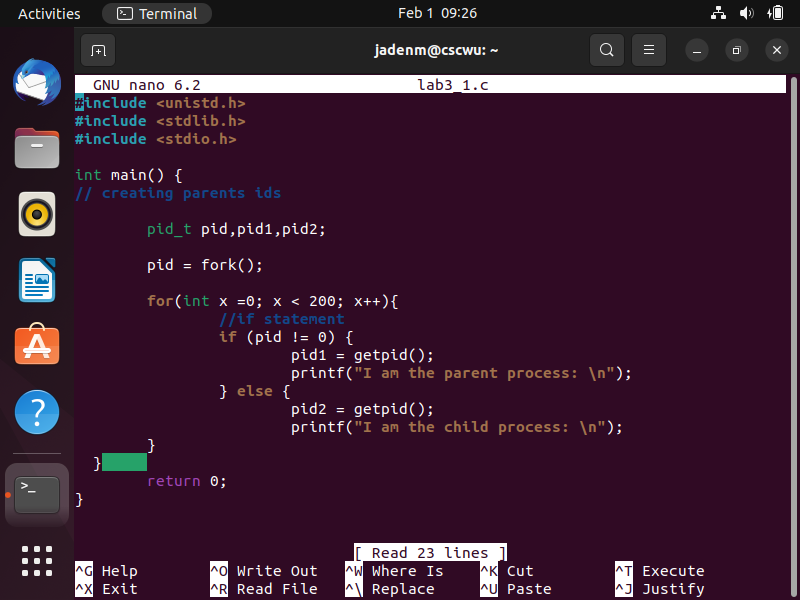 Activities Terminal Feb 1 09:26
jadenm@cscwu: ~
GNU nano 6.2 lab3_1.c
#include <unistd.h>
#include <stdlib.h>
#include <stdio.h>
int main() {
// creating parents ids
pid_t pid,pid1,pid2;
pid = fork();
for(int x =0; x < 200; x++){
//if statement
if (pid != 0) {
pid1 = getpid();
printf("I am the parent process: \n");
} else {
pid2 = getpid();
printf("I am the child process: \n");
}
}
return 0;
}
[ Read 23 lines ]
^G Help ^O Write Out ^W Where Is ^K Cut ^T Execute
^X Exit ^R Read File ^\ Replace ^U Paste ^J Justify